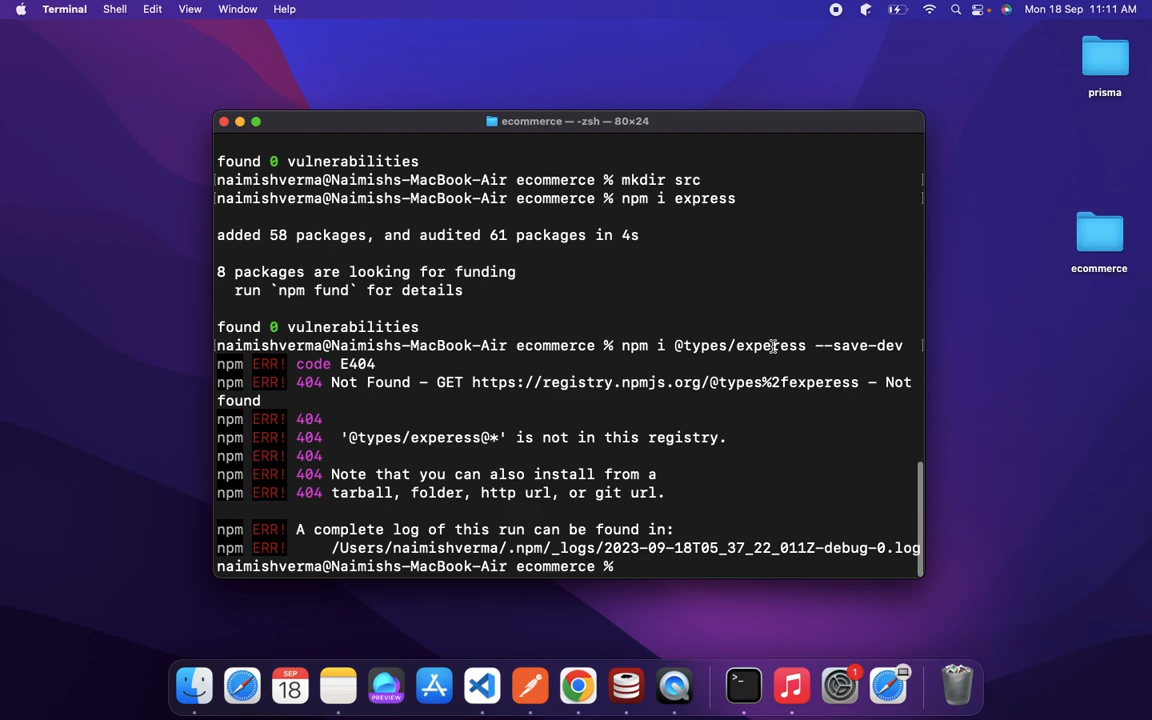 Terminal Shell Edit View Window Help Mon 18 Sep 11:11 AM
prisma
ecommerce
ecommerce — -zsh — 80×24
found 0 vulnerabilities
[naimishverma@Naimishs-MacBook-Air ecommerce % mkdir src ]
[naimishverma@Naimishs-MacBook-Air ecommerce % npm i express ]
added 58 packages, and audited 61 packages in 4s
8 packages are looking for funding
run `npm fund` for details
found 0 vulnerabilities
[naimishverma@Naimishs-MacBook-Air ecommerce % npm i @types/experess --save-dev ]
npm ERR! code E404
npm ERR! 404 Not Found - GET https://registry.npmjs.org/@types%2fexperess - Not
found
npm ERR! 404
npm ERR! 404 '@types/experess@*' is not in this registry.
npm ERR! 404
npm ERR! 404 Note that you can also install from a
npm ERR! 404 tarball, folder, http url, or git url.
npm ERR! A complete log of this run can be found in:
npm ERR! /Users/naimishverma/.npm/_logs/2023-09-18T05_37_22_011Z-debug-0.log
naimishverma@Naimishs-MacBook-Air ecommerce %
SEP
18
PREVIEW
>_
1